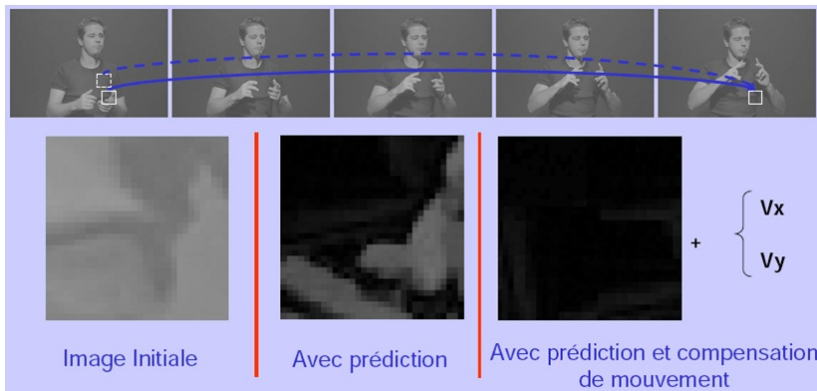 +
Vx
Vy
Image Initiale
Avec prédiction
Avec prédiction et compensation
de mouvement